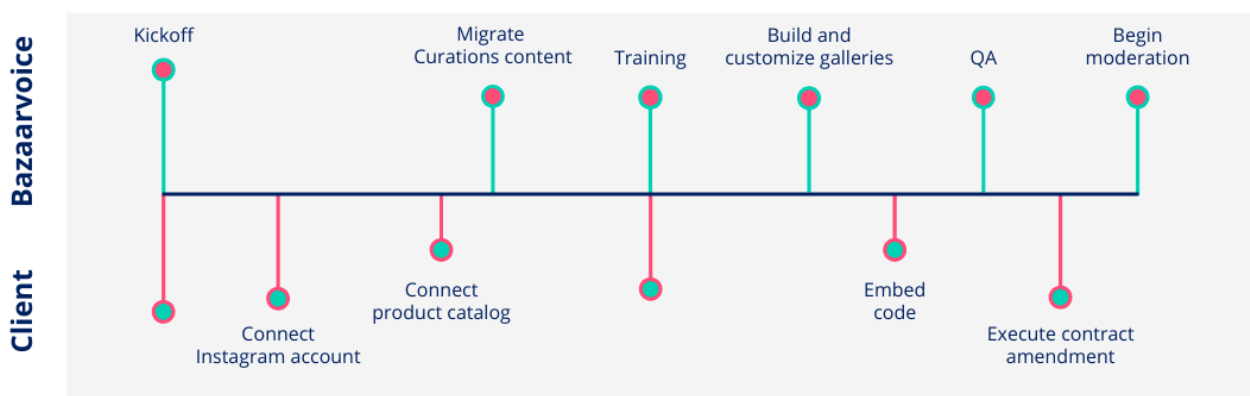 Bazaarvoice
Kickoff
Migrate
Curations content
Training
Build and
customize galleries
QA
Begin
moderation
Client
Connect
Instagram account
Connect
product catalog
Embed
code
Execute contract
amendment